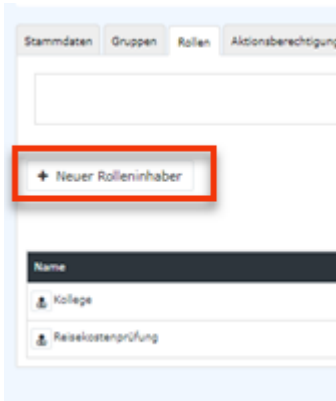 Stammdaten Gruppen Rollen Aktionsberechtigung
+ Neuer Rolleninhaber
Name
Kollege
Reisekostenprüfung